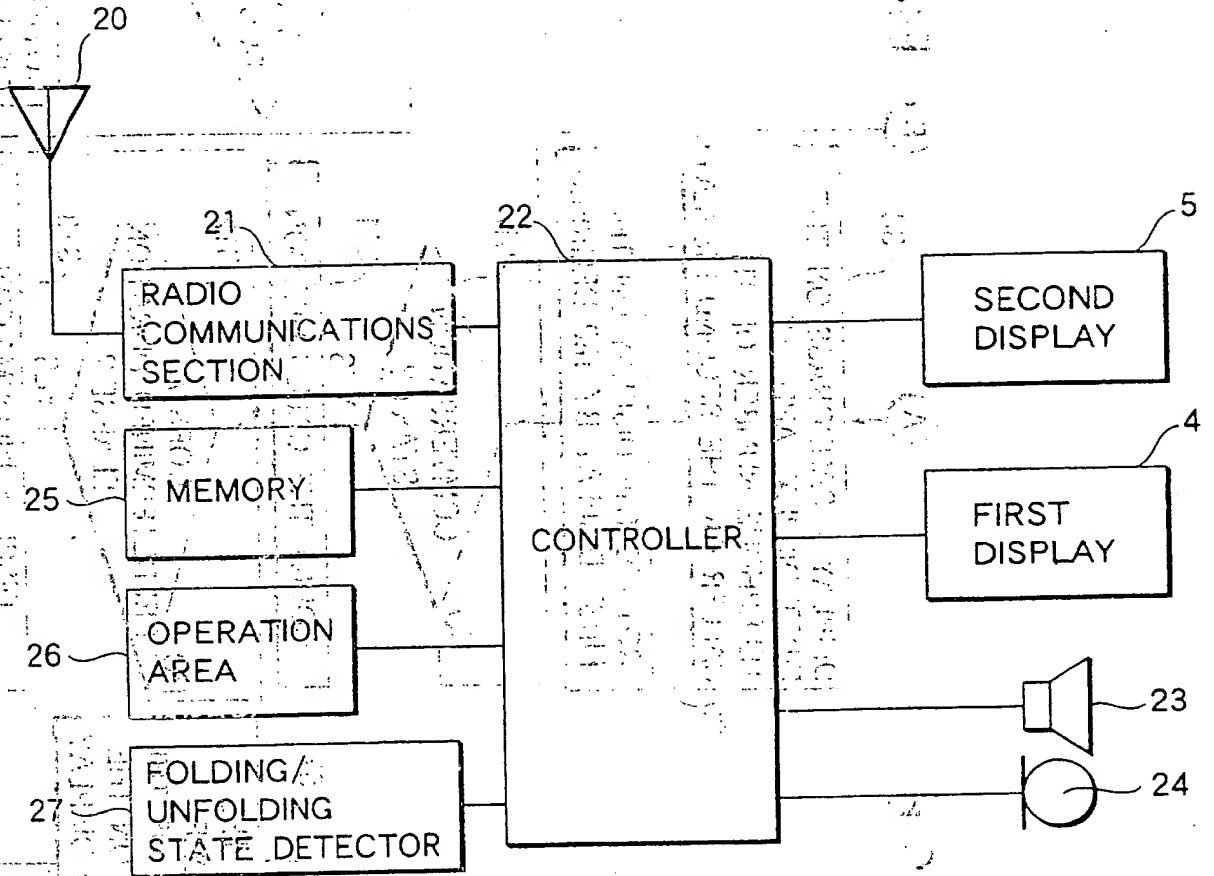 20
21
22
5
RADIO
COMMUNICATIONS
SECTION
SECOND
DISPLAY
4
25
MEMORY
CONTROLLER
FIRST
DISPLAY
26
OPERATION
AREA
23
27
FOLDING/
UNFOLDING
STATE DETECTOR
24